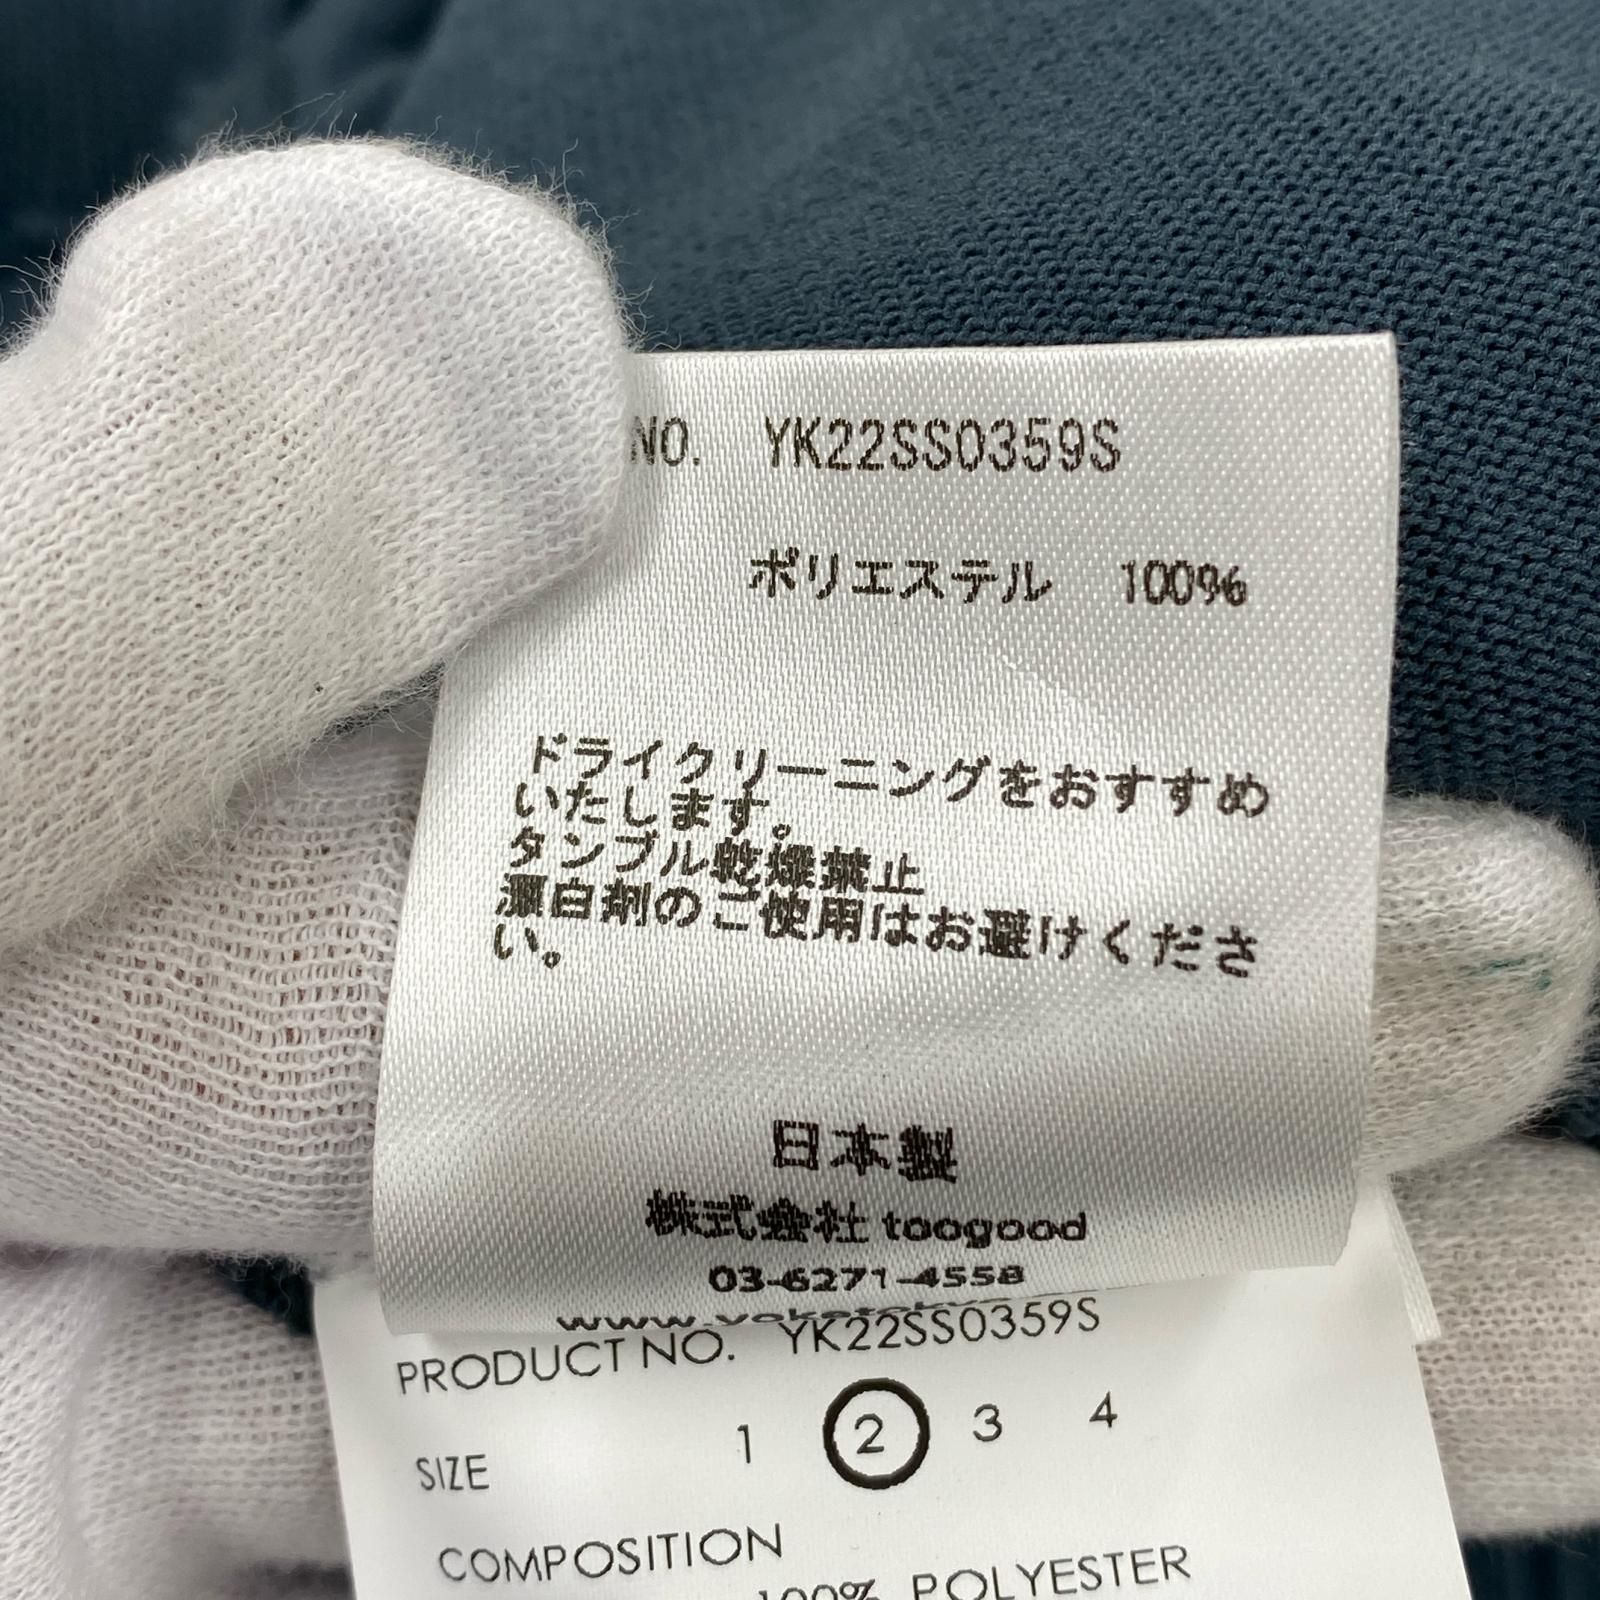 NO. YK22SS0359S
ポリエステル 100%
ドライクリーニングをおすすめ
いたします。
タンブル乾燥禁止
漂白剤のご使用はお避けくださ
い。
日本製
株式会社 toogood
03-6271-4558
PRODUCT NO. YK22SS0359S
SIZE 1 2 3 4
COMPOSITION
100% POLYESTER